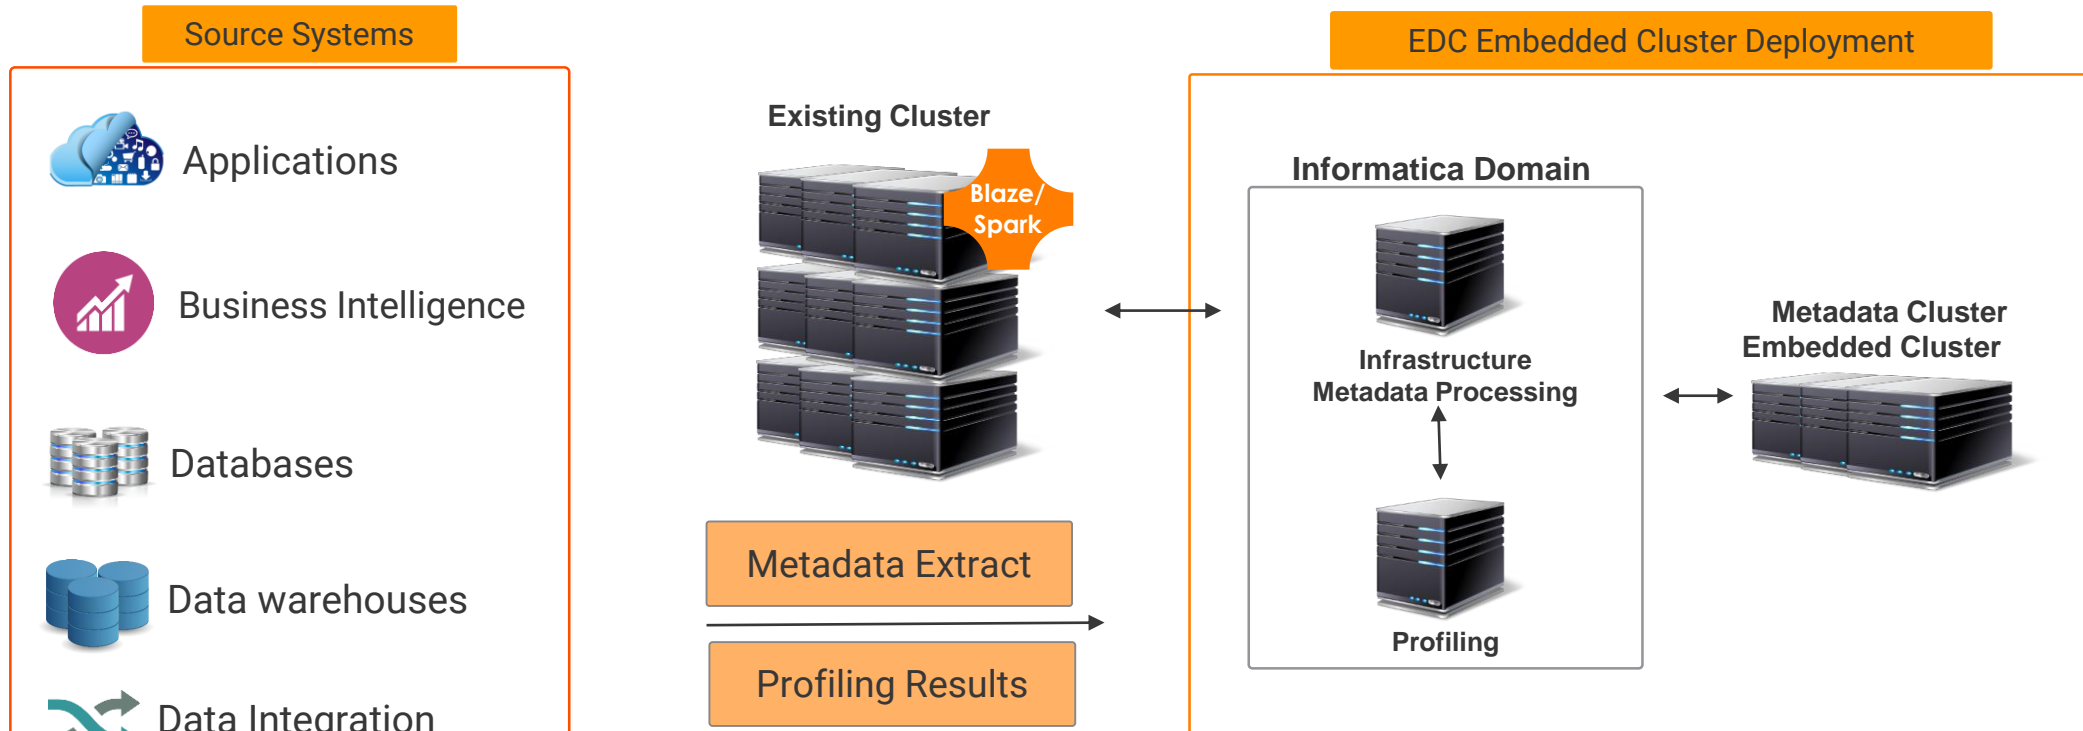 Source Systems
Applications
Business Intelligence
Databases
Data warehouses
Data Integration
Existing Cluster
Blaze/
Spark
Metadata Extract
Profiling Results
EDC Embedded Cluster Deployment
Informatica Domain
Infrastructure
Metadata Processing
Profiling
Metadata Cluster
Embedded Cluster